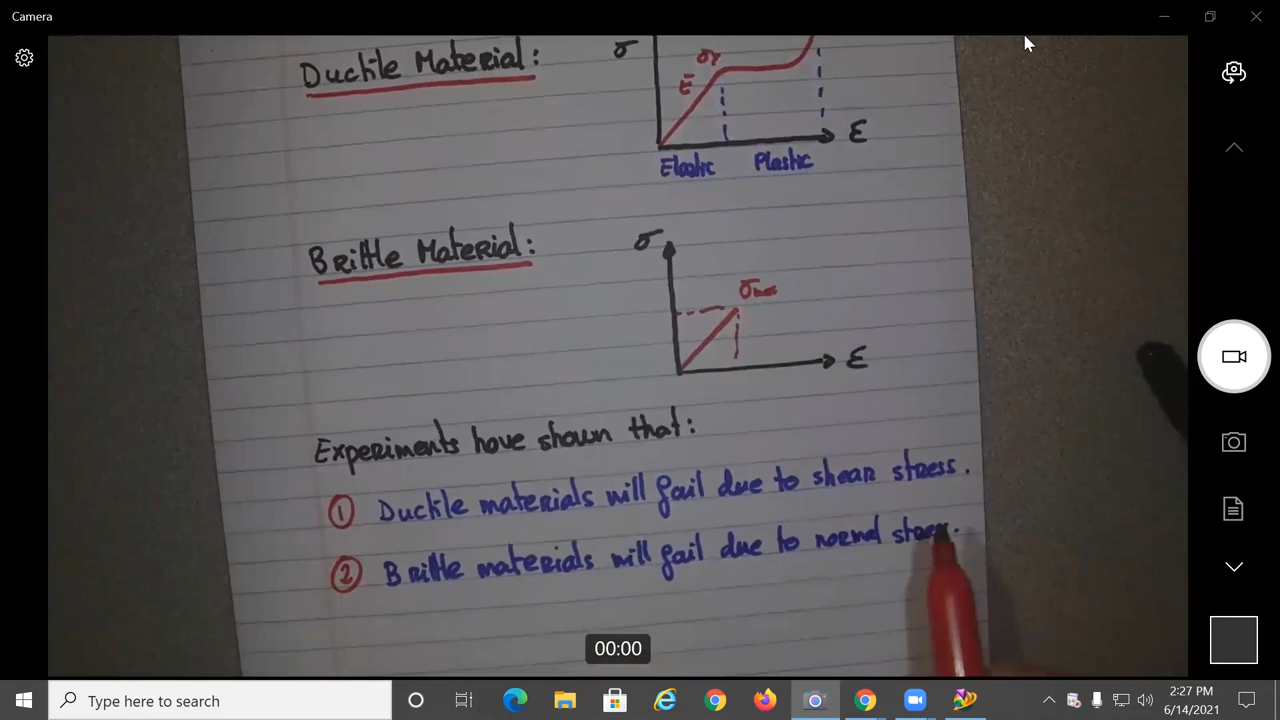 Camera
Ductile Material:
σ
σy
E
ε
Elastic
Plastic
Brittle Material:
σ
σmax
ε
Experiments have shown that:
① Ductile materials will fail due to shear stress.
② Brittle materials will fail due to normal stress.
00:00
Type here to search
2:27 PM
6/14/2021